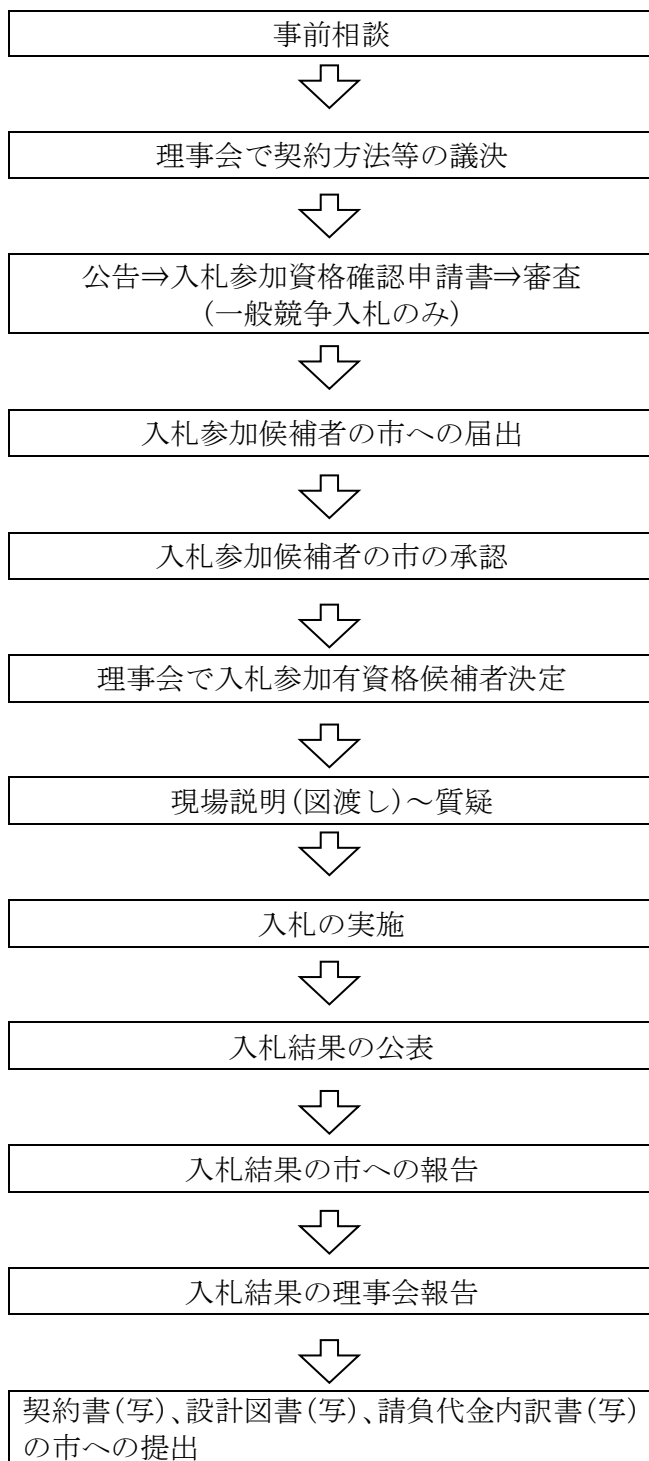 事前相談
理事会で契約方法等の議決
公告⇒入札参加資格確認申請書⇒審査
(一般競争入札のみ)
入札参加候補者の市への届出
入札参加候補者の市の承認
理事会で入札参加有資格候補者決定
現場説明(図渡し)～質疑
入札の実施
入札結果の公表
入札結果の市への報告
入札結果の理事会報告
契約書(写)、設計図書(写)、請負代金内訳書(写)
の市への提出